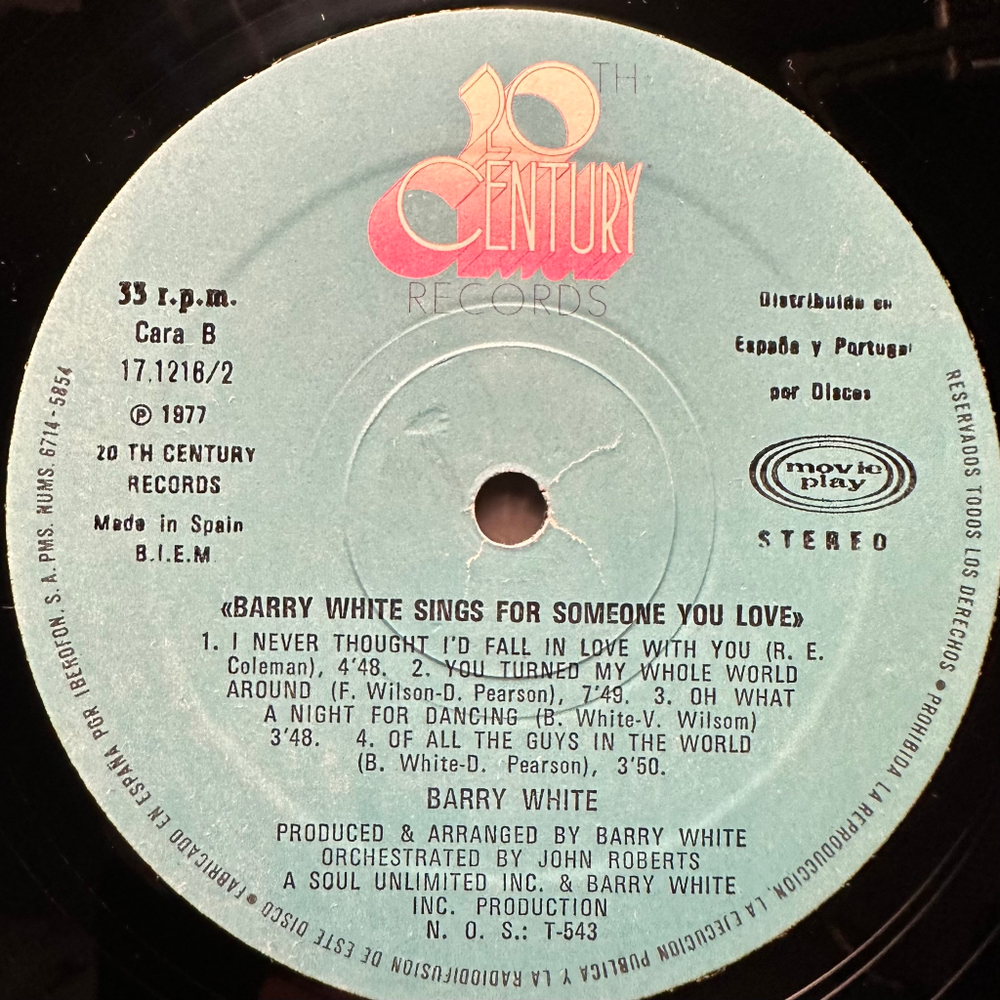 20TH
CENTURY
RECORDS
33 r.p.m.
Cara B
17.1216/2
℗ 1977
20 TH CENTURY
RECORDS
Made in Spain
B.I.E.M
Distribuido en
España y Portugal
por Discos
movie
play
STEREO
«BARRY WHITE SINGS FOR SOMEONE YOU LOVE»
1. I NEVER THOUGHT I'D FALL IN LOVE WITH YOU (R. E.
Coleman), 4'48. 2. YOU TURNED MY WHOLE WORLD
AROUND (F. Wilson-D. Pearson), 7'49. 3. OH WHAT
A NIGHT FOR DANCING (B. White-V. Wilsom)
3'48. 4. OF ALL THE GUYS IN THE WORLD
(B. White-D. Pearson), 3'50.
BARRY WHITE
PRODUCED & ARRANGED BY BARRY WHITE
ORCHESTRATED BY JOHN ROBERTS
A SOUL UNLIMITED INC. & BARRY WHITE
INC. PRODUCTION
N. O. S.: T-543
RESERVADOS TODOS LOS DERECHOS • PROHIBIDA LA REPRODUCCION, LA EJECUCION PUBLICA Y LA RADIODIFUSION DE ESTE DISCO • FABRICADO EN ESPAÑA POR IBEROFON. S. A. PMS. NUMS. 6714-5854